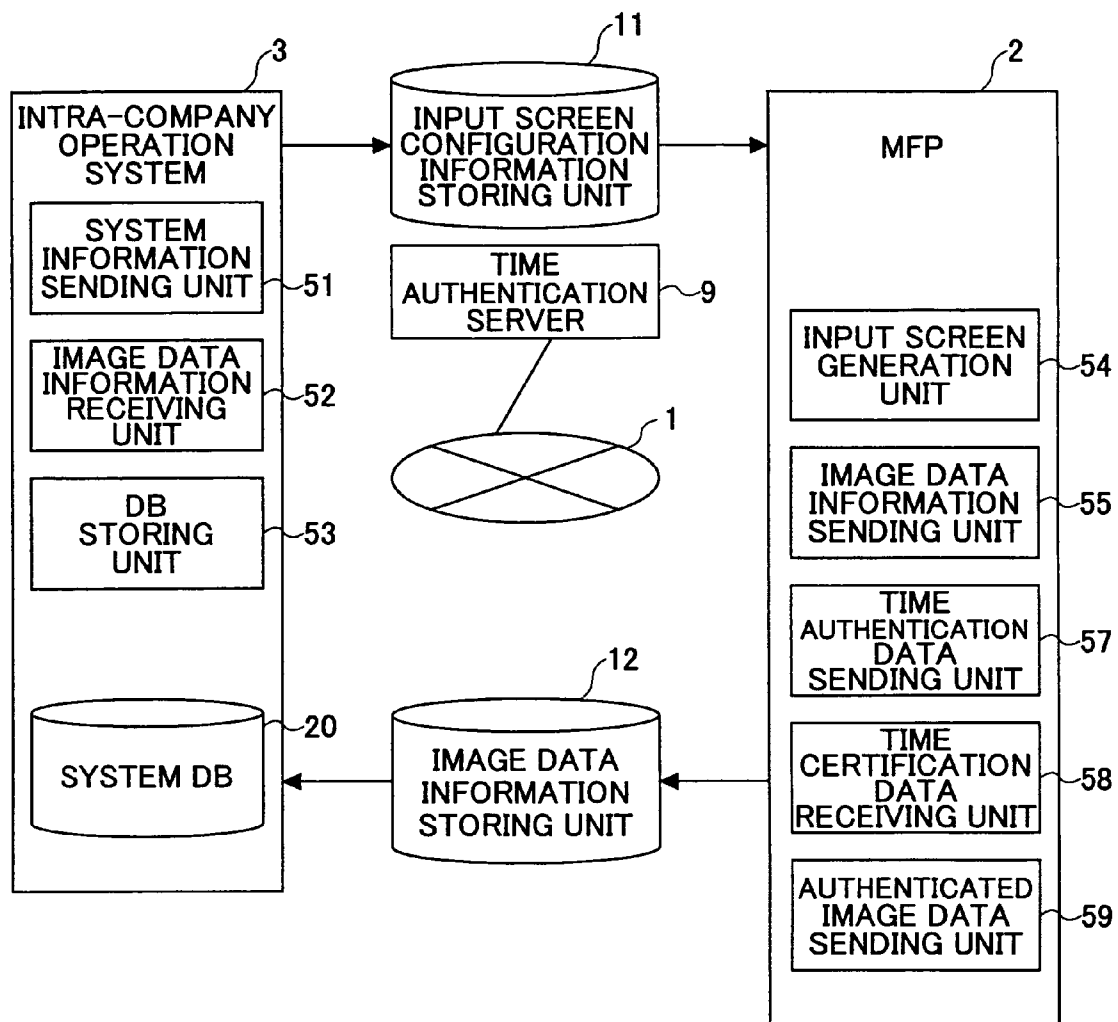 3
INTRA-COMPANY
OPERATION
SYSTEM
SYSTEM
INFORMATION
SENDING UNIT
51
IMAGE DATA
INFORMATION
RECEIVING
UNIT
52
DB
STORING
UNIT
53
SYSTEM DB
20
11
INPUT SCREEN
CONFIGURATION
INFORMATION
STORING UNIT
TIME
AUTHENTICATION
SERVER
9
1
12
IMAGE DATA
INFORMATION
STORING UNIT
2
MFP
INPUT SCREEN
GENERATION
UNIT
54
IMAGE DATA
INFORMATION
SENDING UNIT
55
TIME
AUTHENTICATION
DATA
SENDING UNIT
57
TIME
CERTIFICATION
DATA
RECEIVING UNIT
58
AUTHENTICATED
IMAGE DATA
SENDING UNIT
59